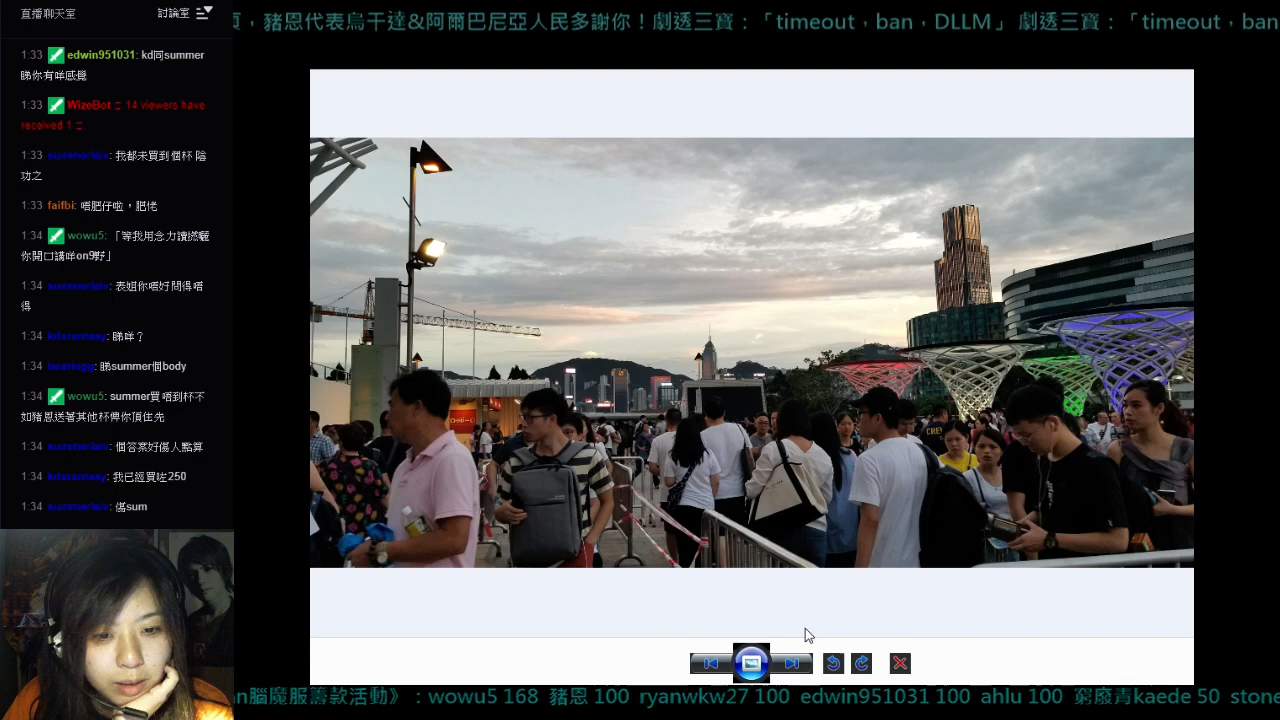 直播聊天室 討論室
，豬恩代表烏干達&阿爾巴尼亞人民多謝你！劇透三寶：「timeout，ban，DLLM」 劇透三寶：「timeout，ban
1:33 edwin951031: kd同summer
睇你有咩感覺
1:33 WizeBot 14 viewers have
received 1
1:33 我都未買到個杯 陰
功之
1:33 faifbi: 唔肥仔啦，肥佬
1:34 wowu5: 「等我用念力讀撚囉
你開口講咩on9野」
1:34 表姐你唔好問得唔
得
1:34 睇咩？
1:34 睇summer個body
1:34 wowu5: summer買唔到杯不
如豬恩送著其他杯俾你頂住先
1:34 個答案好傷人點算
1:34 我已經買咗250
1:34 傷sum
CREW
腦魔服籌款活動》：wowu5 168 豬恩 100 ryanwkw27 100 edwin951031 100 ahlu 100 窮廢青kaede 50